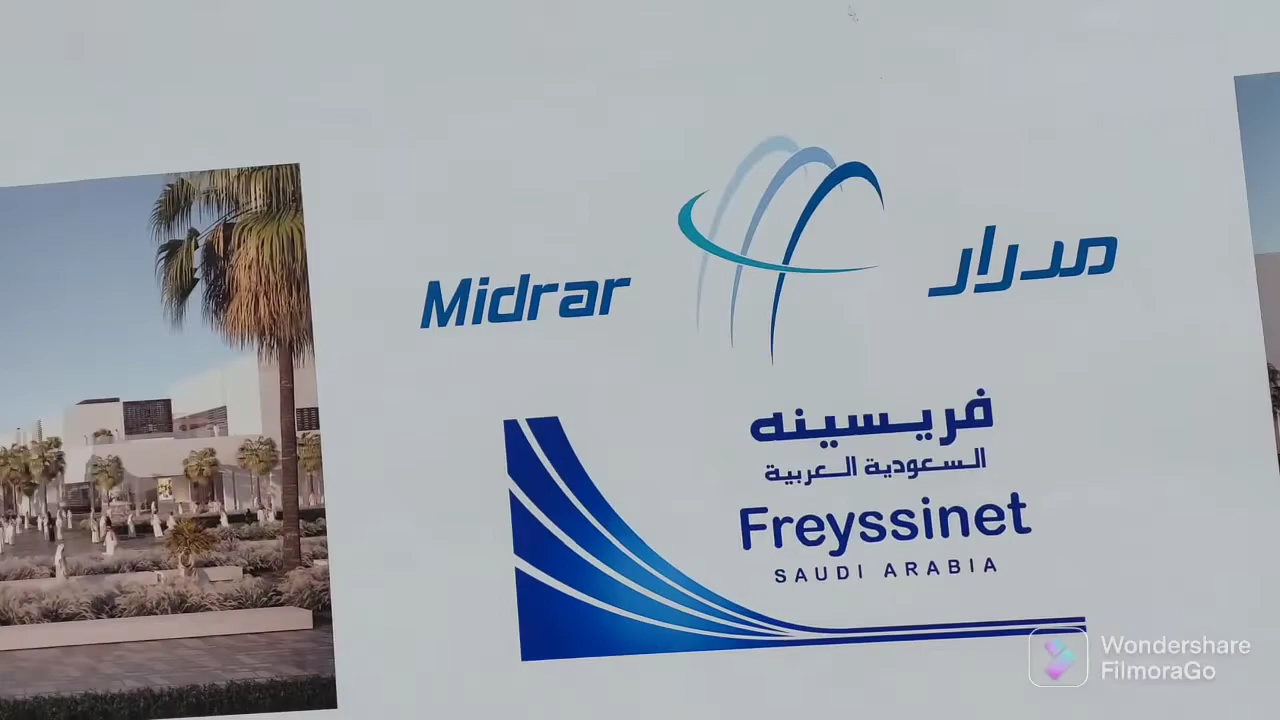 Midrar
مدرار
فريسينه
السعودية العربية
Freyssinet
SAUDI ARABIA
Wondershare
FilmoraGo